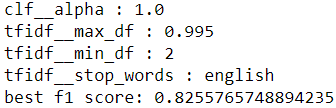 clf__alpha : 1.0
tfidf__max_df : 0.995
tfidf__min_df : 2
tfidf__stop_words : english
best f1 score: 0.8255765748894235